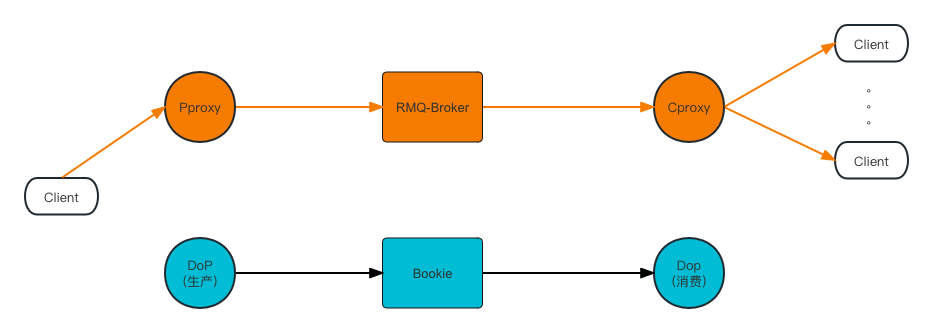 Client
Pproxy
RMQ-Broker
Cproxy
Client
Client
DoP
(生产)
Bookie
Dop
(消费)